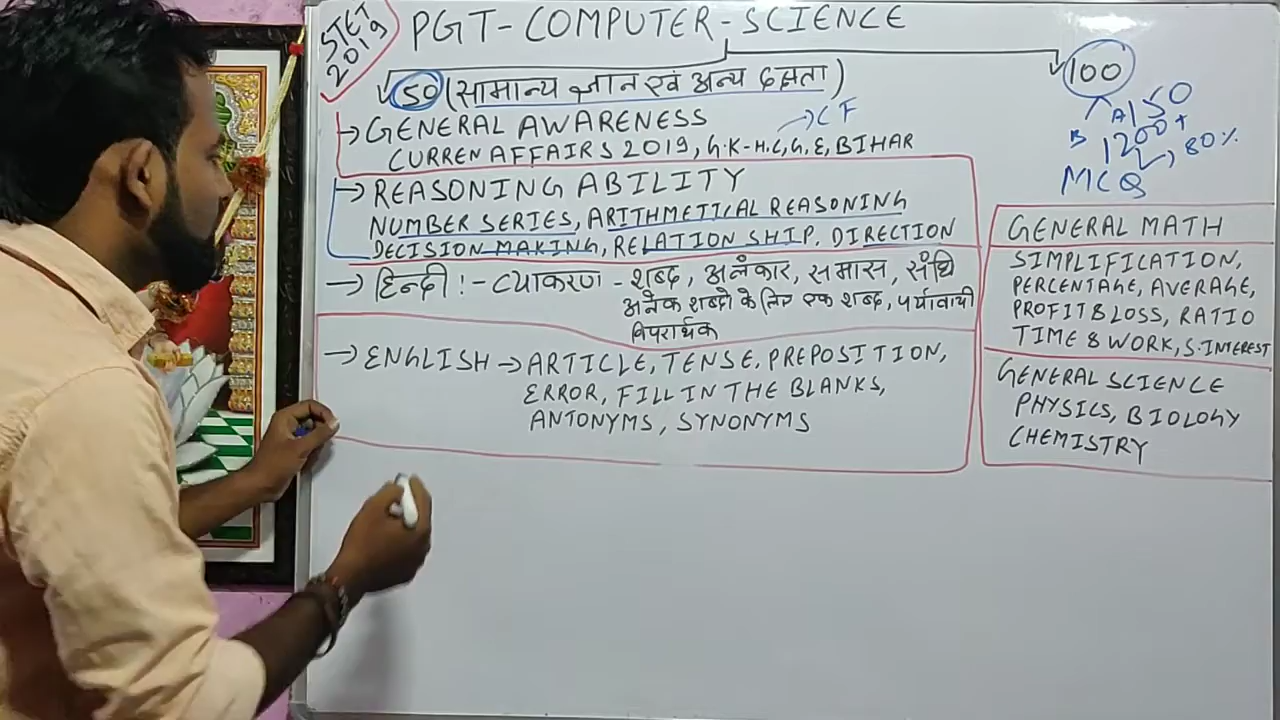 STET
2019
PGT-COMPUTER-SCIENCE
50 (सामान्य ज्ञान एवं अन्य दक्षता)
100
A150
B 1200+
80%
MCQ
→ GENERAL AWARENESS
CF
CURREN AFFAIRS 2019, G.K-H.C,G.E,BIHAR
→ REASONING ABILITY
NUMBER SERIES, ARITHMETICAL REASONING
DECISION MAKING, RELATION SHIP, DIRECTION
→ हिन्दी :- व्याकरण - शब्द, अलंकार, समास, संधि
अनेक शब्दो के लिए एक शब्द, पर्यावायी
विपरार्थक
→ ENGLISH → ARTICLE, TENSE, PREPOSITION,
ERROR, FILL IN THE BLANKS,
ANTONYMS, SYNONYMS
GENERAL MATH
SIMPLIFICATION,
PERCENTAGE, AVERAGE,
PROFIT & LOSS, RATIO
TIME & WORK, S.INTEREST
GENERAL SCIENCE
PHYSICS, BIOLOGY
CHEMISTRY